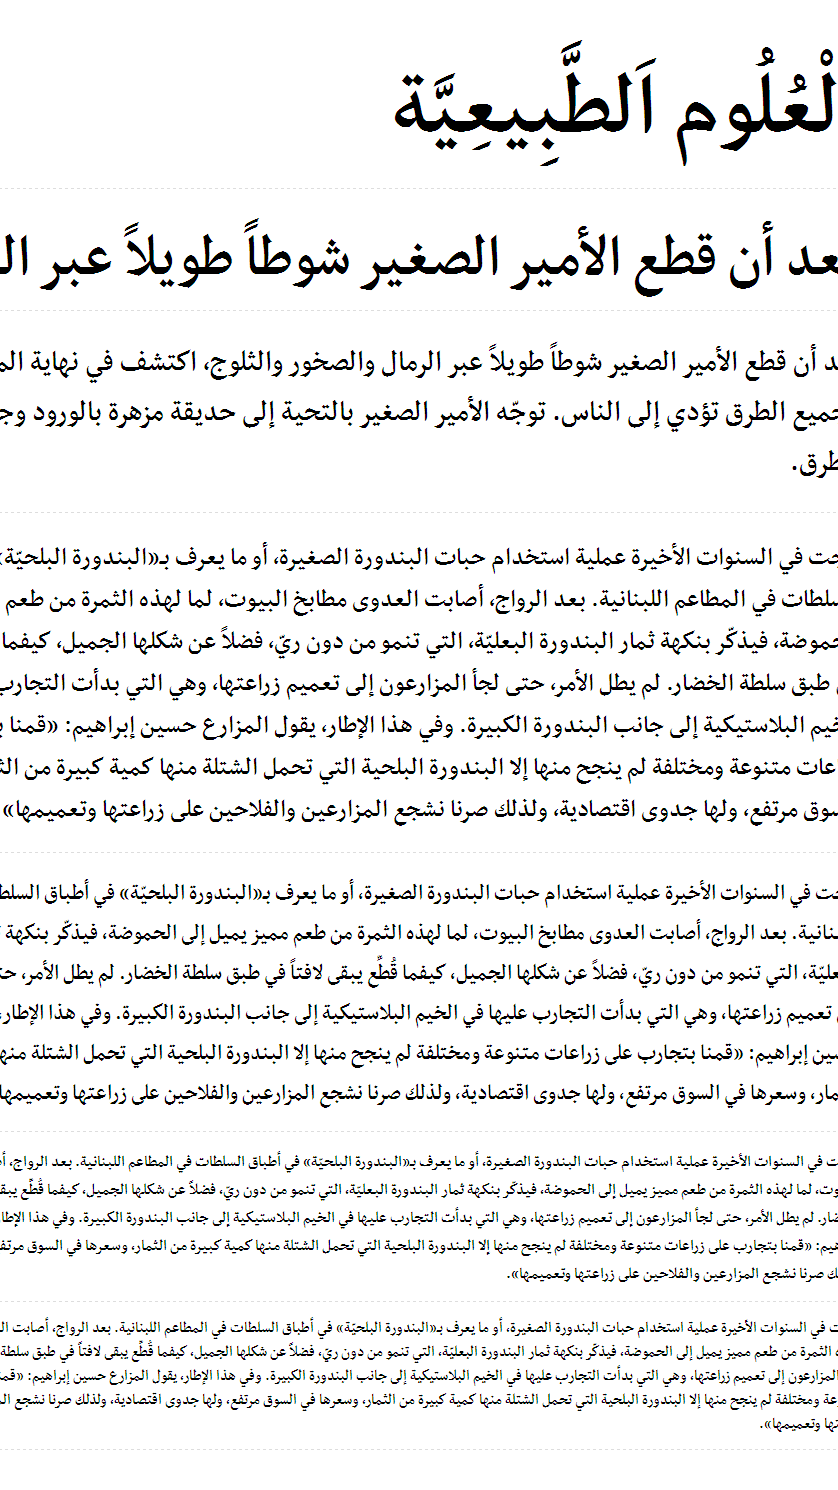 لْعُلُوم اَلطَّبِيعِيَّة
عد أن قطع الأمير الصغير شوطاً طويلاً عبر ال
د أن قطع الأمير الصغير شوطاً طويلاً عبر الرمال والصخور والثلوج، اكتشف في نهاية الم
جميع الطرق تؤدي إلى الناس. توجّه الأمير الصغير بالتحية إلى حديقة مزهرة بالورود وج
طرق.
جت في السنوات الأخيرة عملية استخدام حبات البندورة الصغيرة، أو ما يعرف بـ«البندورة البلحيّة»
سلطات في المطاعم اللبنانية. بعد الرواج، أصابت العدوى مطابخ البيوت، لما لهذه الثمرة من طعم
حموضة، فيذكّر بنكهة ثمار البندورة البعليّة، التي تنمو من دون ريّ، فضلاً عن شكلها الجميل، كيفما
ي طبق سلطة الخضار. لم يطل الأمر، حتى لجأ المزارعون إلى تعميم زراعتها، وهي التي بدأت التجارب
خيم البلاستيكية إلى جانب البندورة الكبيرة. وفي هذا الإطار، يقول المزارع حسين إبراهيم: «قمنا ب
اعات متنوعة ومختلفة لم ينجح منها إلا البندورة البلحية التي تحمل الشتلة منها كمية كبيرة من الث
سوق مرتفع، ولها جدوى اقتصادية، ولذلك صرنا نشجع المزارعين والفلاحين على زراعتها وتعميمها»
جت في السنوات الأخيرة عملية استخدام حبات البندورة الصغيرة، أو ما يعرف بـ«البندورة البلحيّة» في أطباق السلط
بنانية. بعد الرواج، أصابت العدوى مطابخ البيوت، لما لهذه الثمرة من طعم مميز يميل إلى الحموضة، فيذكّر بنكهة
عليّة، التي تنمو من دون ريّ، فضلاً عن شكلها الجميل، كيفما قُطِّع يبقى لافتاً في طبق سلطة الخضار. لم يطل الأمر، حت
ى تعميم زراعتها، وهي التي بدأت التجارب عليها في الخيم البلاستيكية إلى جانب البندورة الكبيرة. وفي هذا الإطار،
سين إبراهيم: «قمنا بتجارب على زراعات متنوعة ومختلفة لم ينجح منها إلا البندورة البلحية التي تحمل الشتلة منه
مار، وسعرها في السوق مرتفع، ولها جدوى اقتصادية، ولذلك صرنا نشجع المزارعين والفلاحين على زراعتها وتعميمها
ت في السنوات الأخيرة عملية استخدام حبات البندورة الصغيرة، أو ما يعرف بـ«البندورة البلحيّة» في أطباق السلطات في المطاعم اللبنانية. بعد الرواج، أ
وت، لما لهذه الثمرة من طعم مميز يميل إلى الحموضة، فيذكّر بنكهة ثمار البندورة البعليّة، التي تنمو من دون ريّ، فضلاً عن شكلها الجميل، كيفما قُطِّع يبق
ضار. لم يطل الأمر، حتى لجأ المزارعون إلى تعميم زراعتها، وهي التي بدأت التجارب عليها في الخيم البلاستيكية إلى جانب البندورة الكبيرة. وفي هذا الإطا
هيم: «قمنا بتجارب على زراعات متنوعة ومختلفة لم ينجح منها إلا البندورة البلحية التي تحمل الشتلة منها كمية كبيرة من الثمار، وسعرها في السوق مرتف
ك صرنا نشجع المزارعين والفلاحين على زراعتها وتعميمها».
ت في السنوات الأخيرة عملية استخدام حبات البندورة الصغيرة، أو ما يعرف بـ«البندورة البلحيّة» في أطباق السلطات في المطاعم اللبنانية. بعد الرواج، أصابت ال
ه الثمرة من طعم مميز يميل إلى الحموضة، فيذكّر بنكهة ثمار البندورة البعليّة، التي تنمو من دون ريّ، فضلاً عن شكلها الجميل، كيفما قُطِّع يبقى لافتاً في طبق سلطة
المزارعون إلى تعميم زراعتها، وهي التي بدأت التجارب عليها في الخيم البلاستيكية إلى جانب البندورة الكبيرة. وفي هذا الإطار، يقول المزارع حسين إبراهيم: «قمنا
عة ومختلفة لم ينجح منها إلا البندورة البلحية التي تحمل الشتلة منها كمية كبيرة من الثمار، وسعرها في السوق مرتفع، ولها جدوى اقتصادية، ولذلك صرنا نشجع الم
تها وتعميمها».